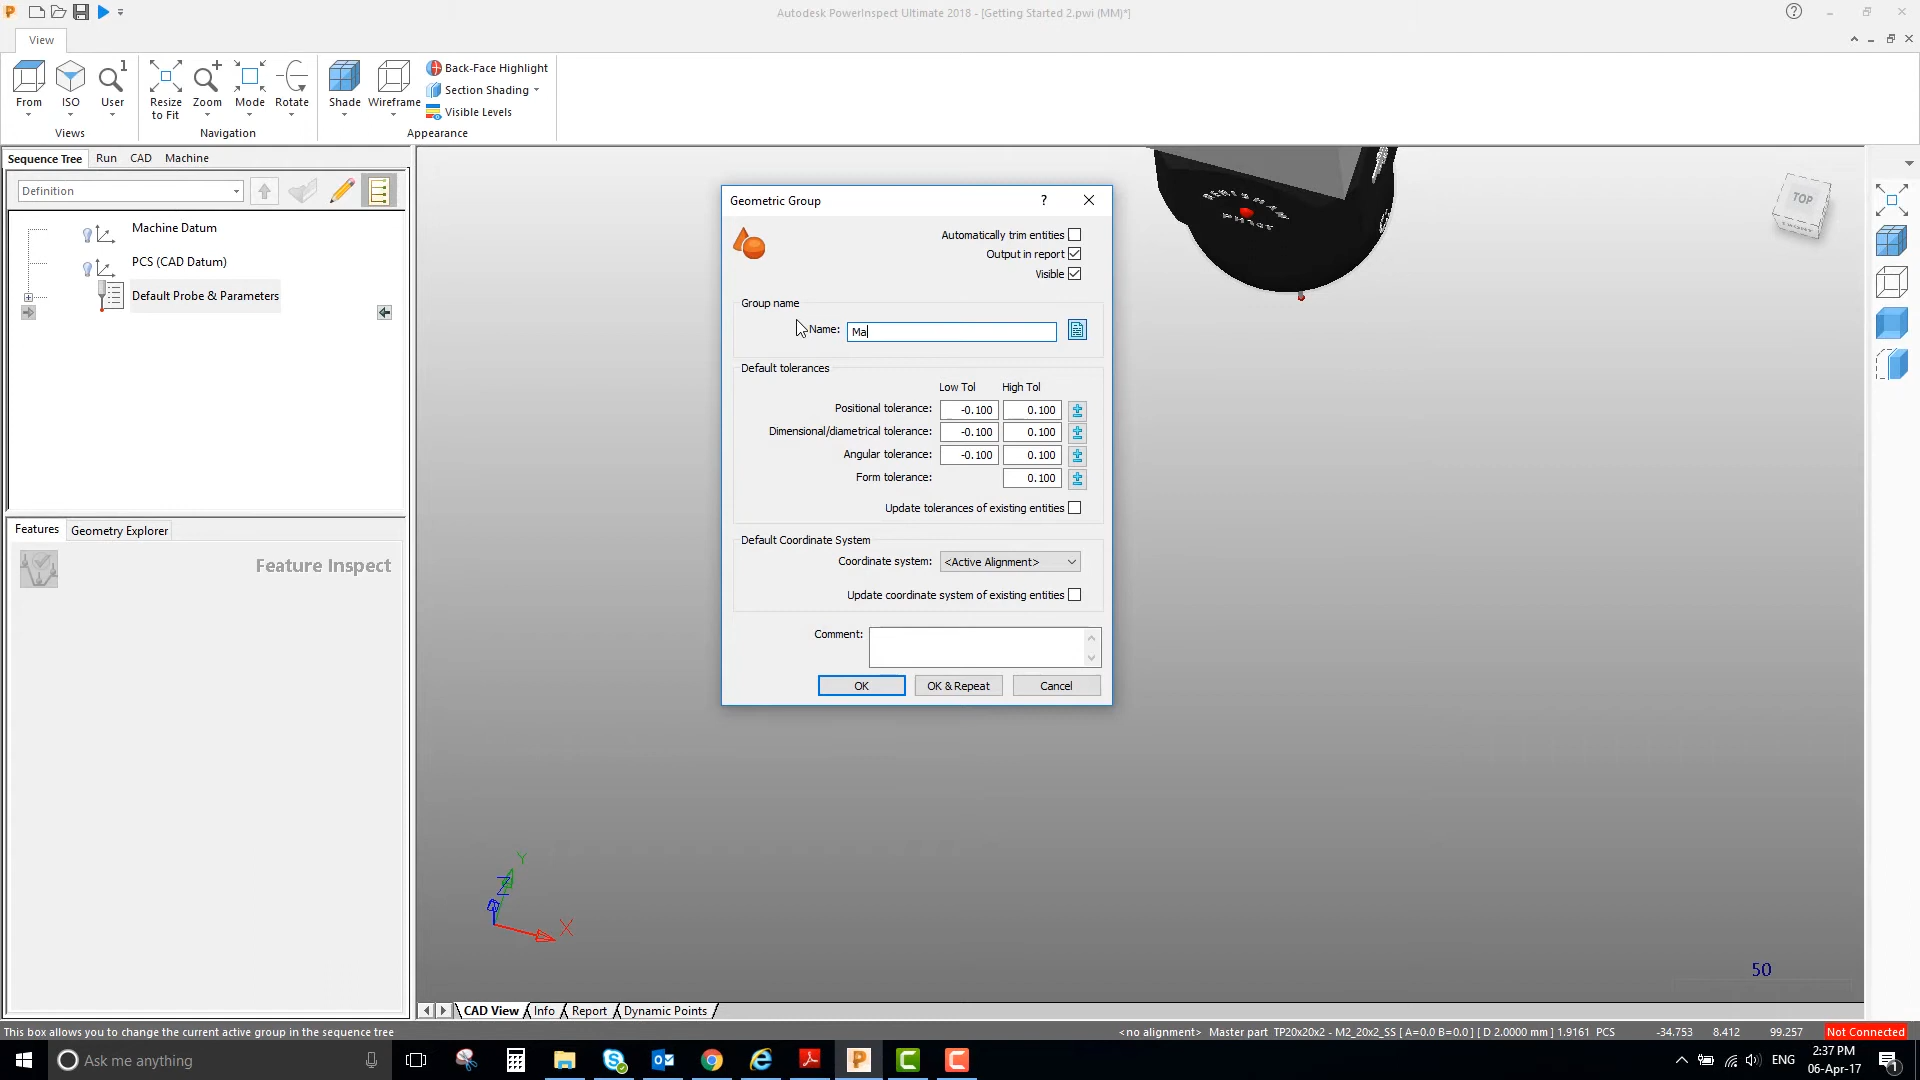 Autodesk PowerInspect Ultimate 2018 - [Getting Started 2.pwi (MM)*]
View
From
ISO
User
Resize to Fit
Zoom
Mode
Rotate
Shade
Wireframe
Back-Face Highlight
Section Shading
Visible Levels
Views
Navigation
Appearance
Sequence Tree Run CAD Machine
Definition
Machine Datum
PCS (CAD Datum)
Default Probe & Parameters
Features Geometry Explorer
Feature Inspect
Geometric Group
Automatically trim entities
Output in report
Visible
Group name
Name: Ma
Default tolerances
Low Tol High Tol
Positional tolerance: -0.100 0.100
Dimensional/diametrical tolerance: -0.100 0.100
Angular tolerance: -0.100 0.100
Form tolerance: 0.100
Update tolerances of existing entities
Default Coordinate System
Coordinate system: <Active Alignment>
Update coordinate system of existing entities
Comment:
OK OK & Repeat Cancel
TOP
RENISHAW
PH10T
Y
Z
X
50
CAD View Info Report Dynamic Points
This box allows you to change the current active group in the sequence tree
<no alignment> Master part TP20x20x2 - M2_20x2_SS [ A=0.0 B=0.0 ] [ D 2.0000 mm ] 1.9161 PCS -34.753 8.412 99.257 Not Connected
Ask me anything
ENG
2:37 PM
06-Apr-17
1